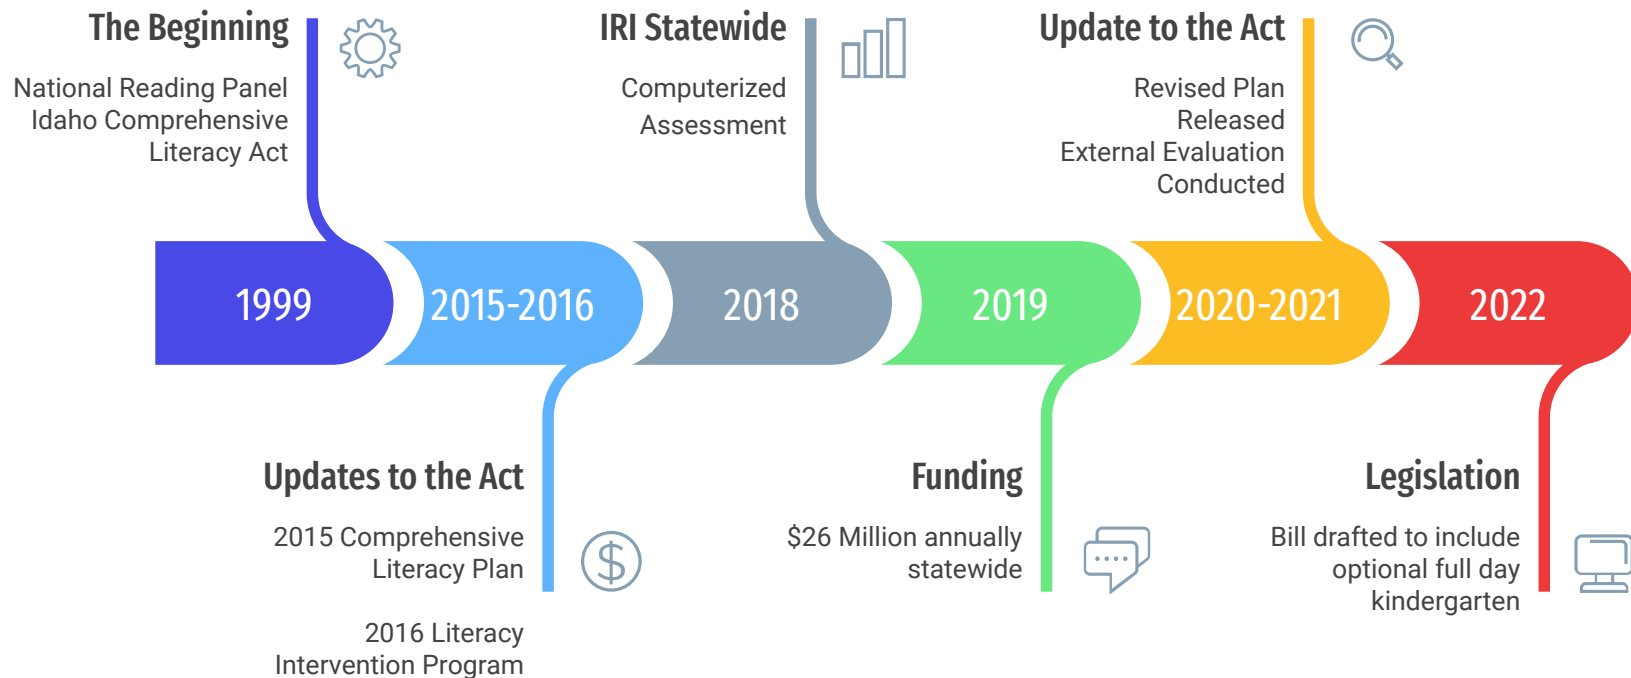 The Beginning
National Reading Panel
Idaho Comprehensive
Literacy Act
IRI Statewide
Computerized
Assessment
Update to the Act
Revised Plan
Released
External Evaluation
Conducted
1999
2015-2016
2018
2019
2020-2021
2022
Updates to the Act
2015 Comprehensive
Literacy Plan
2016 Literacy
Intervention Program
$
Funding
$26 Million annually
statewide
Legislation
Bill drafted to include
optional full day
kindergarten